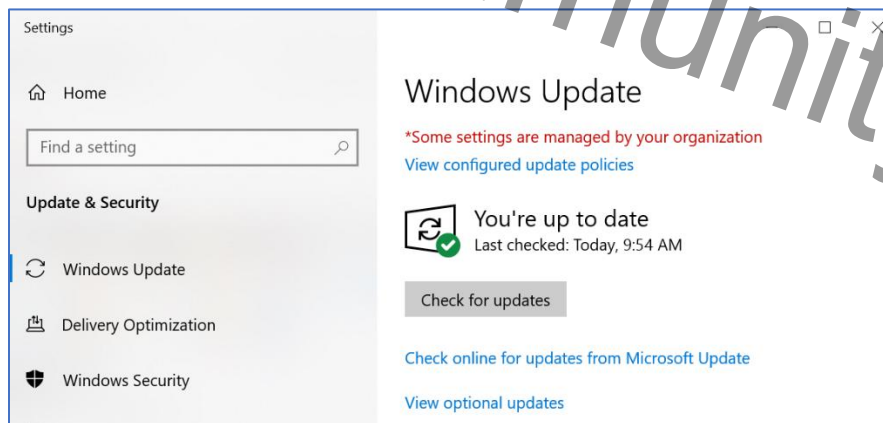 Settings
Home
Find a setting
Update & Security
Windows Update
Delivery Optimization
Windows Security
Windows Update
*Some settings are managed by your organization
View configured update policies
You're up to date
Last checked: Today, 9:54 AM
Check for updates
Check online for updates from Microsoft Update
View optional updates